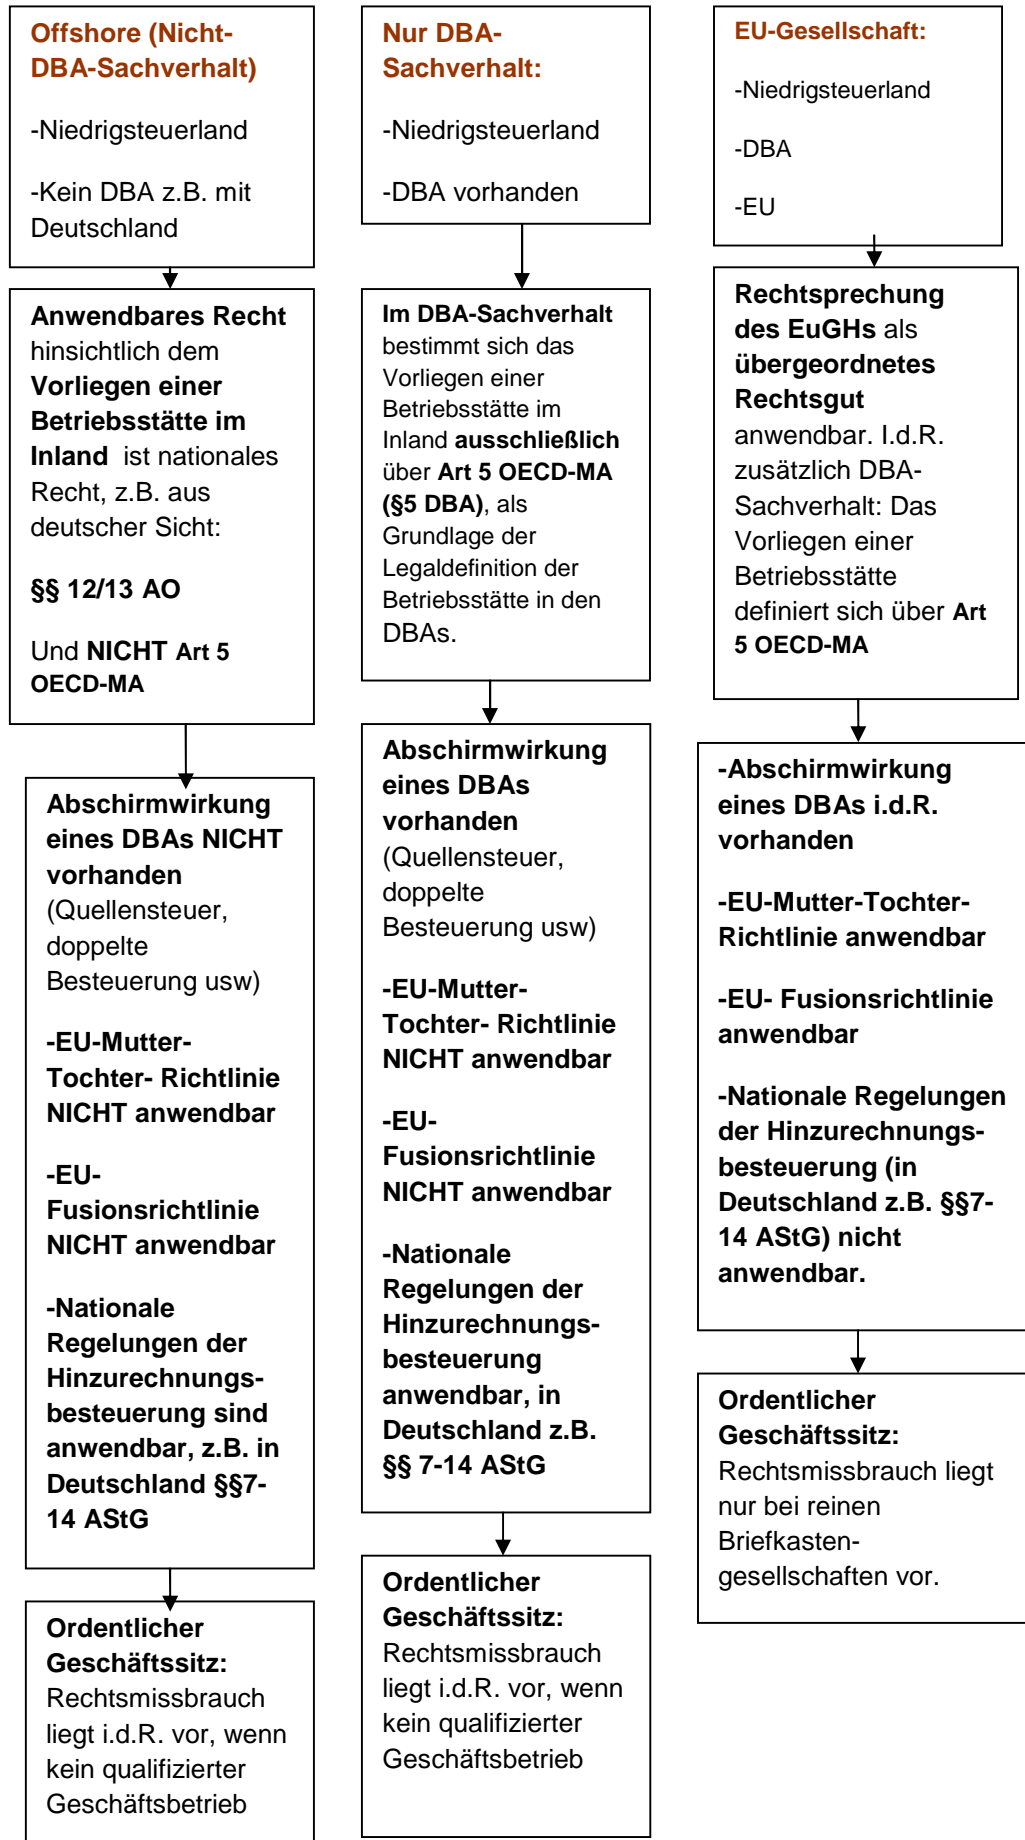 Offshore (Nicht-
DBA-Sachverhalt)
-Niedrigsteuerland
-Kein DBA z.B. mit
Deutschland
Anwendbares Recht
hinsichtlich dem
Vorliegen einer
Betriebsstätte im
Inland ist nationales
Recht, z.B. aus
deutscher Sicht:
§§ 12/13 AO
Und NICHT Art 5
OECD-MA
Abschirmwirkung
eines DBAs NICHT
vorhanden
(Quellensteuer,
doppelte
Besteuerung usw)
-EU-Mutter-
Tochter- Richtlinie
NICHT anwendbar
-EU-
Fusionsrichtlinie
NICHT anwendbar
-Nationale
Regelungen der
Hinzurechnungs-
besteuerung sind
anwendbar, z.B. in
Deutschland §§7-
14 AStG
Ordentlicher
Geschäftssitz:
Rechtsmissbrauch
liegt i.d.R. vor, wenn
kein qualifizierter
Geschäftsbetrieb
Nur DBA-
Sachverhalt:
-Niedrigsteuerland
-DBA vorhanden
Im DBA-Sachverhalt
bestimmt sich das
Vorliegen einer
Betriebsstätte im
Inland ausschließlich
über Art 5 OECD-MA
(§5 DBA), als
Grundlage der
Legaldefinition der
Betriebsstätte in den
DBAs.
Abschirmwirkung
eines DBAs
vorhanden
(Quellensteuer,
doppelte
Besteuerung usw)
-EU-Mutter-
Tochter- Richtlinie
NICHT anwendbar
-EU-
Fusionsrichtlinie
NICHT anwendbar
-Nationale
Regelungen der
Hinzurechnungs-
besteuerung
anwendbar, in
Deutschland z.B.
§§ 7-14 AStG
Ordentlicher
Geschäftssitz:
Rechtsmissbrauch
liegt i.d.R. vor, wenn
kein qualifizierter
Geschäftsbetrieb
EU-Gesellschaft:
-Niedrigsteuerland
-DBA
-EU
Rechtsprechung
des EuGHs als
übergeordnetes
Rechtsgut
anwendbar. I.d.R.
zusätzlich DBA-
Sachverhalt: Das
Vorliegen einer
Betriebsstätte
definiert sich über Art
5 OECD-MA
-Abschirmwirkung
eines DBAs i.d.R.
vorhanden
-EU-Mutter-Tochter-
Richtlinie anwendbar
-EU- Fusionsrichtlinie
anwendbar
-Nationale Regelungen
der Hinzurechnungs-
besteuerung (in
Deutschland z.B. §§7-
14 AStG) nicht
anwendbar.
Ordentlicher
Geschäftssitz:
Rechtsmissbrauch liegt
nur bei reinen
Briefkasten-
gesellschaften vor.